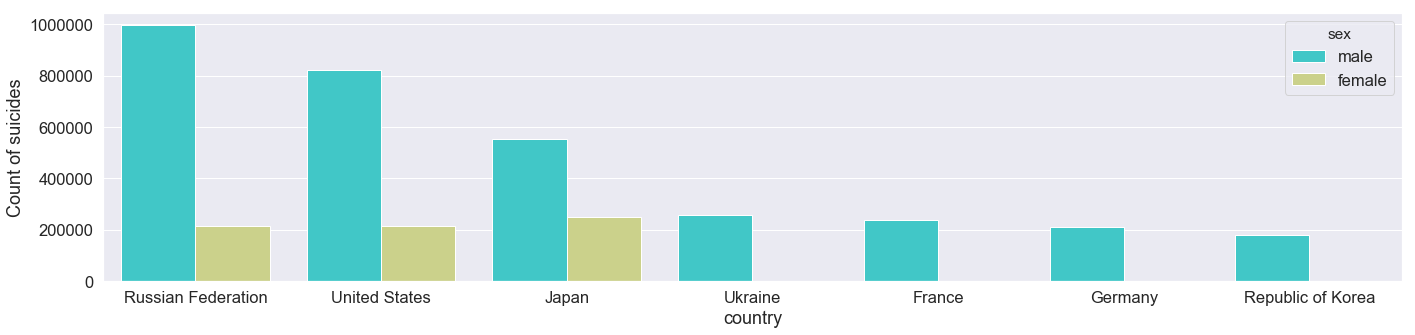 1000000
800000
600000
400000
200000
0
Count of suicides
sex
male
female
Russian Federation United States Japan Ukraine France Germany Republic of Korea
country